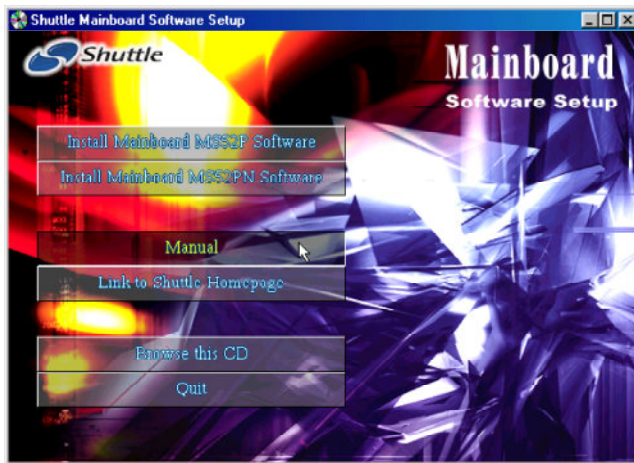 Shuttle Mainboard Software Setup
Shuttle
Mainboard
Software Setup
Install Mainboard MS52P Software
Install Mainboard MS52PN Software
Manual
Link to Shuttle Homepage
Browse this CD
Quit